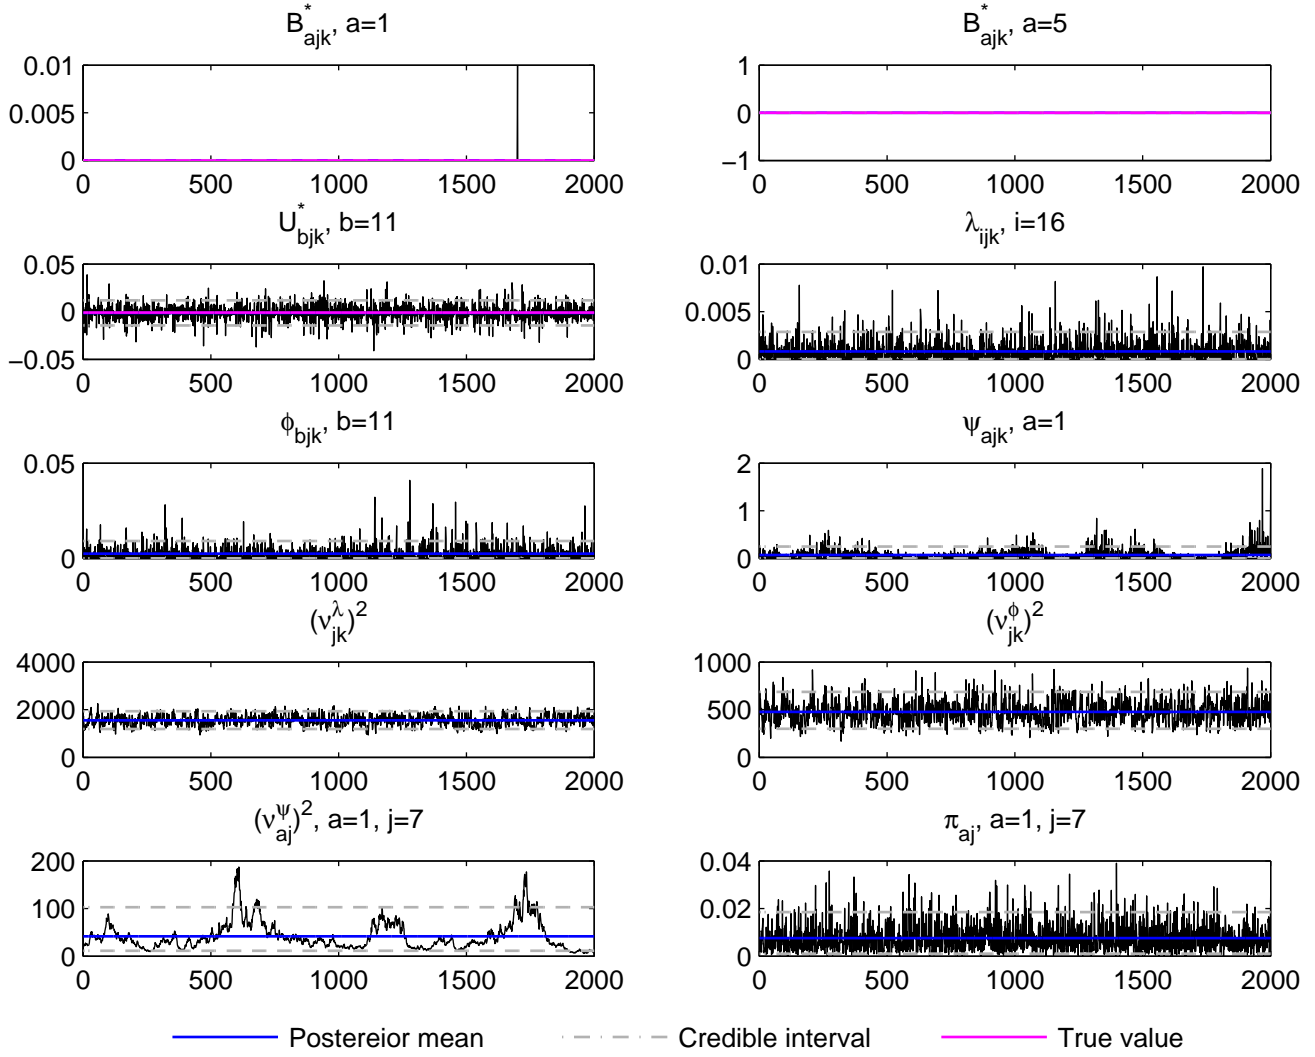 B*ajk, a=1
B*ajk, a=5
0.01
0.005
0
0 500 1000 1500 2000
1
0
−1
0 500 1000 1500 2000
U*bjk, b=11
λijk, i=16
0.05
0
−0.05
0 500 1000 1500 2000
0.01
0.005
0
0 500 1000 1500 2000
ϕbjk, b=11
ψajk, a=1
0.05
0
0 500 1000 1500 2000
2
1
0
0 500 1000 1500 2000
(νλjk)2
(νϕjk)2
4000
2000
0
0 500 1000 1500 2000
1000
500
0
0 500 1000 1500 2000
(νψaj)2, a=1, j=7
πaj, a=1, j=7
200
100
0
0 500 1000 1500 2000
0.04
0.02
0
0 500 1000 1500 2000
Postereior mean
Credible interval
True value